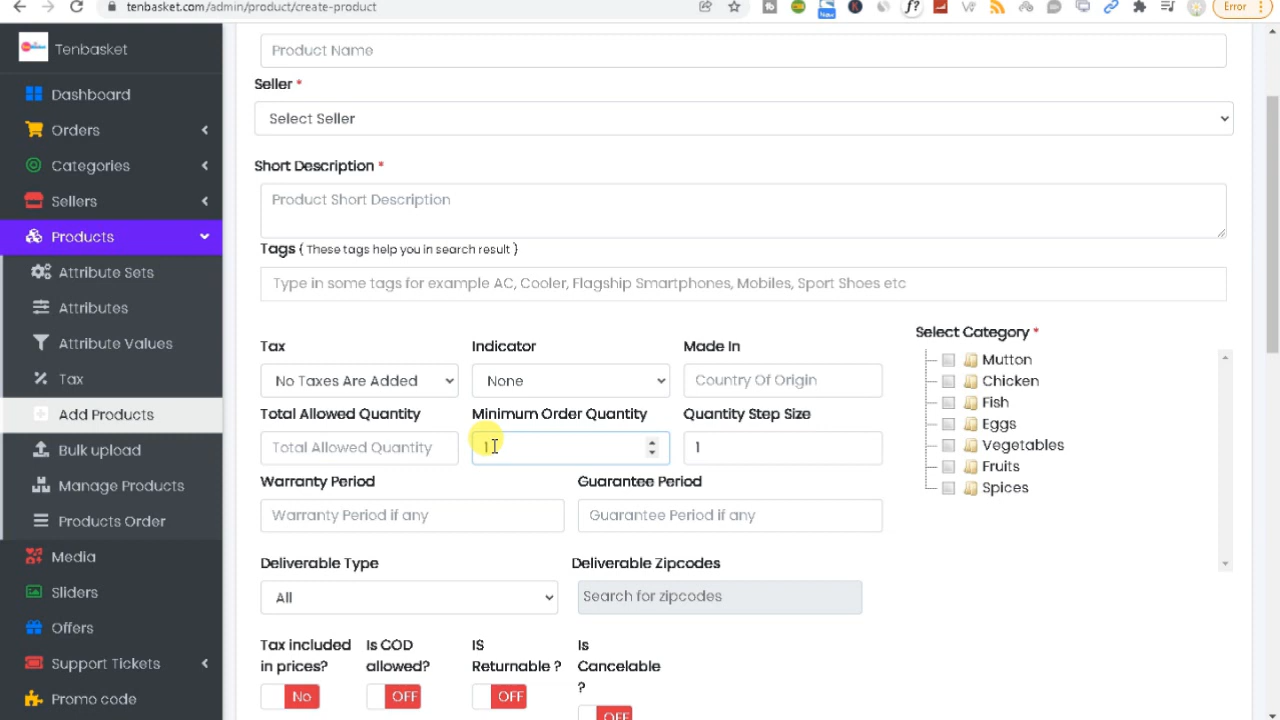 tenbasket.com/admin/product/create-product
New
f?
Error
Tenbasket
Dashboard
Orders
Categories
Sellers
Products
Attribute Sets
Attributes
Attribute Values
Tax
Add Products
Bulk upload
Manage Products
Products Order
Media
Sliders
Offers
Support Tickets
Promo code
Product Name
Seller *
Select Seller
Short Description *
Product Short Description
Tags ( These tags help you in search result )
Type in some tags for example AC, Cooler, Flagship Smartphones, Mobiles, Sport Shoes etc
Tax
Indicator
Made In
No Taxes Are Added
None
Country Of Origin
Total Allowed Quantity
Minimum Order Quantity
Quantity Step Size
Total Allowed Quantity
1
1
Warranty Period
Guarantee Period
Warranty Period if any
Guarantee Period if any
Deliverable Type
Deliverable Zipcodes
All
Search for zipcodes
Tax included
in prices?
Is COD
allowed?
IS
Returnable ?
Is
Cancelable
?
No
OFF
OFF
OFF
Select Category *
Mutton
Chicken
Fish
Eggs
Vegetables
Fruits
Spices